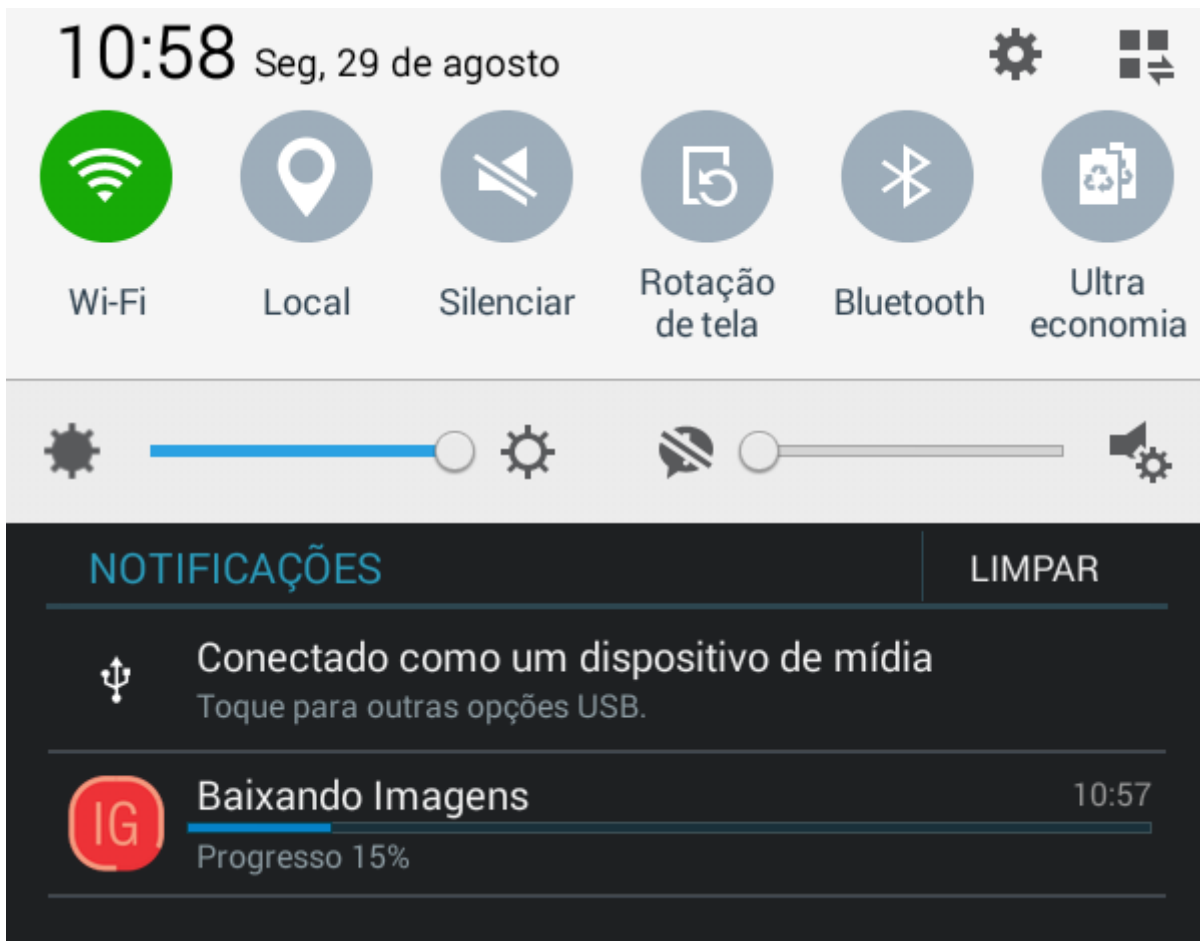 10:58 Seg, 29 de agosto
Wi-Fi
Local
Silenciar
Rotação
de tela
Bluetooth
Ultra
economia
NOTIFICAÇÕES
LIMPAR
Conectado como um dispositivo de mídia
Toque para outras opções USB.
IG
Baixando Imagens
10:57
Progresso 15%